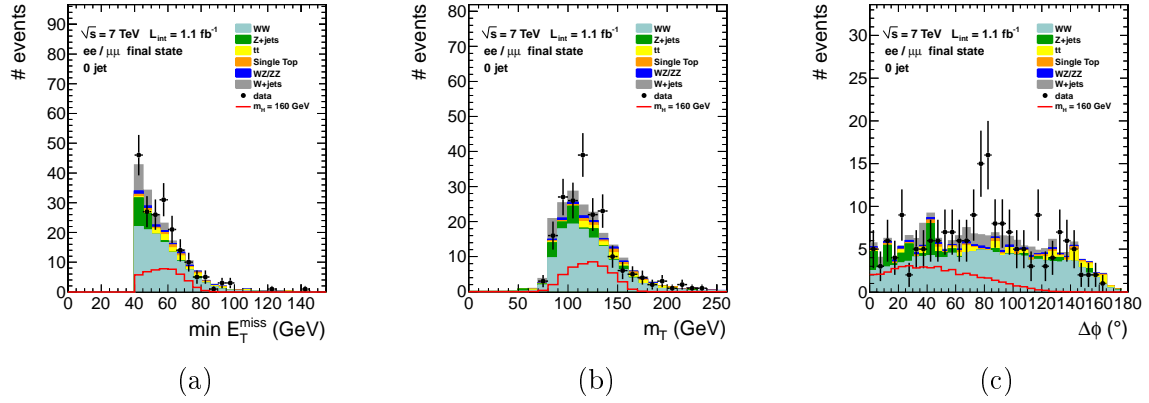 # events
90
80
70
60
50
40
30
20
10
0
√s = 7 TeV L_int = 1.1 fb⁻¹
ee / μμ final state
0 jet
WW
Z+jets
tt
Single Top
WZ/ZZ
W+jets
data
m_H = 160 GeV
0 50 100 150
min E_T^miss (GeV)
(a)
# events
80
70
60
50
40
30
20
10
0
√s = 7 TeV L_int = 1.1 fb⁻¹
ee / μμ final state
0 jet
WW
Z+jets
tt
Single Top
WZ/ZZ
W+jets
data
m_H = 160 GeV
0 50 100 150 200 250
m_T (GeV)
(b)
# events
30
25
20
15
10
5
0
√s = 7 TeV L_int = 1.1 fb⁻¹
ee / μμ final state
0 jet
WW
Z+jets
tt
Single Top
WZ/ZZ
W+jets
data
m_H = 160 GeV
0 20 40 60 80 100 120 140 160 180
Δϕ (°)
(c)